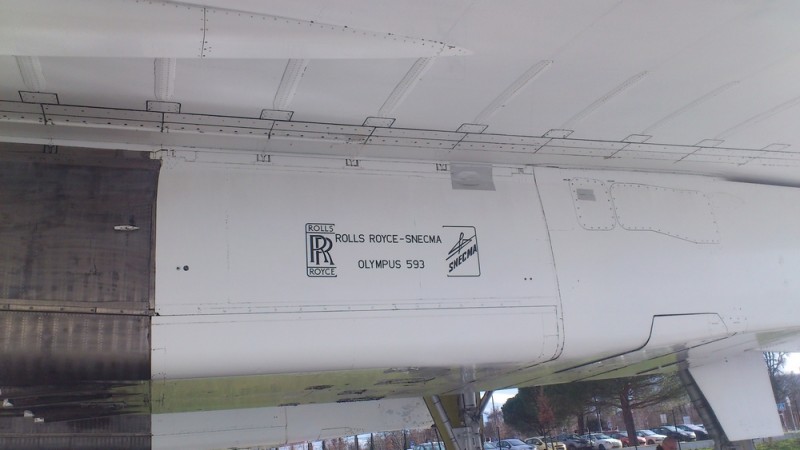 ROLLS
RR
ROYCE
ROLLS ROYCE-SNECMA
OLYMPUS 593
SNECMA